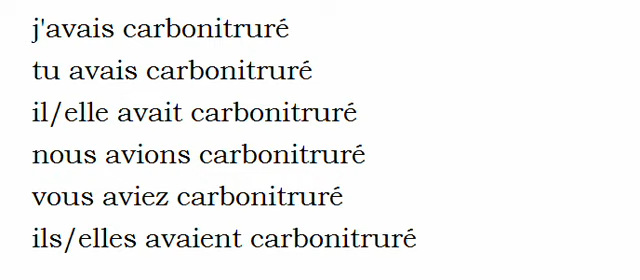 j'avais carbonitruré
tu avais carbonitruré
il/elle avait carbonitruré
nous avions carbonitruré
vous aviez carbonitruré
ils/elles avaient carbonitruré